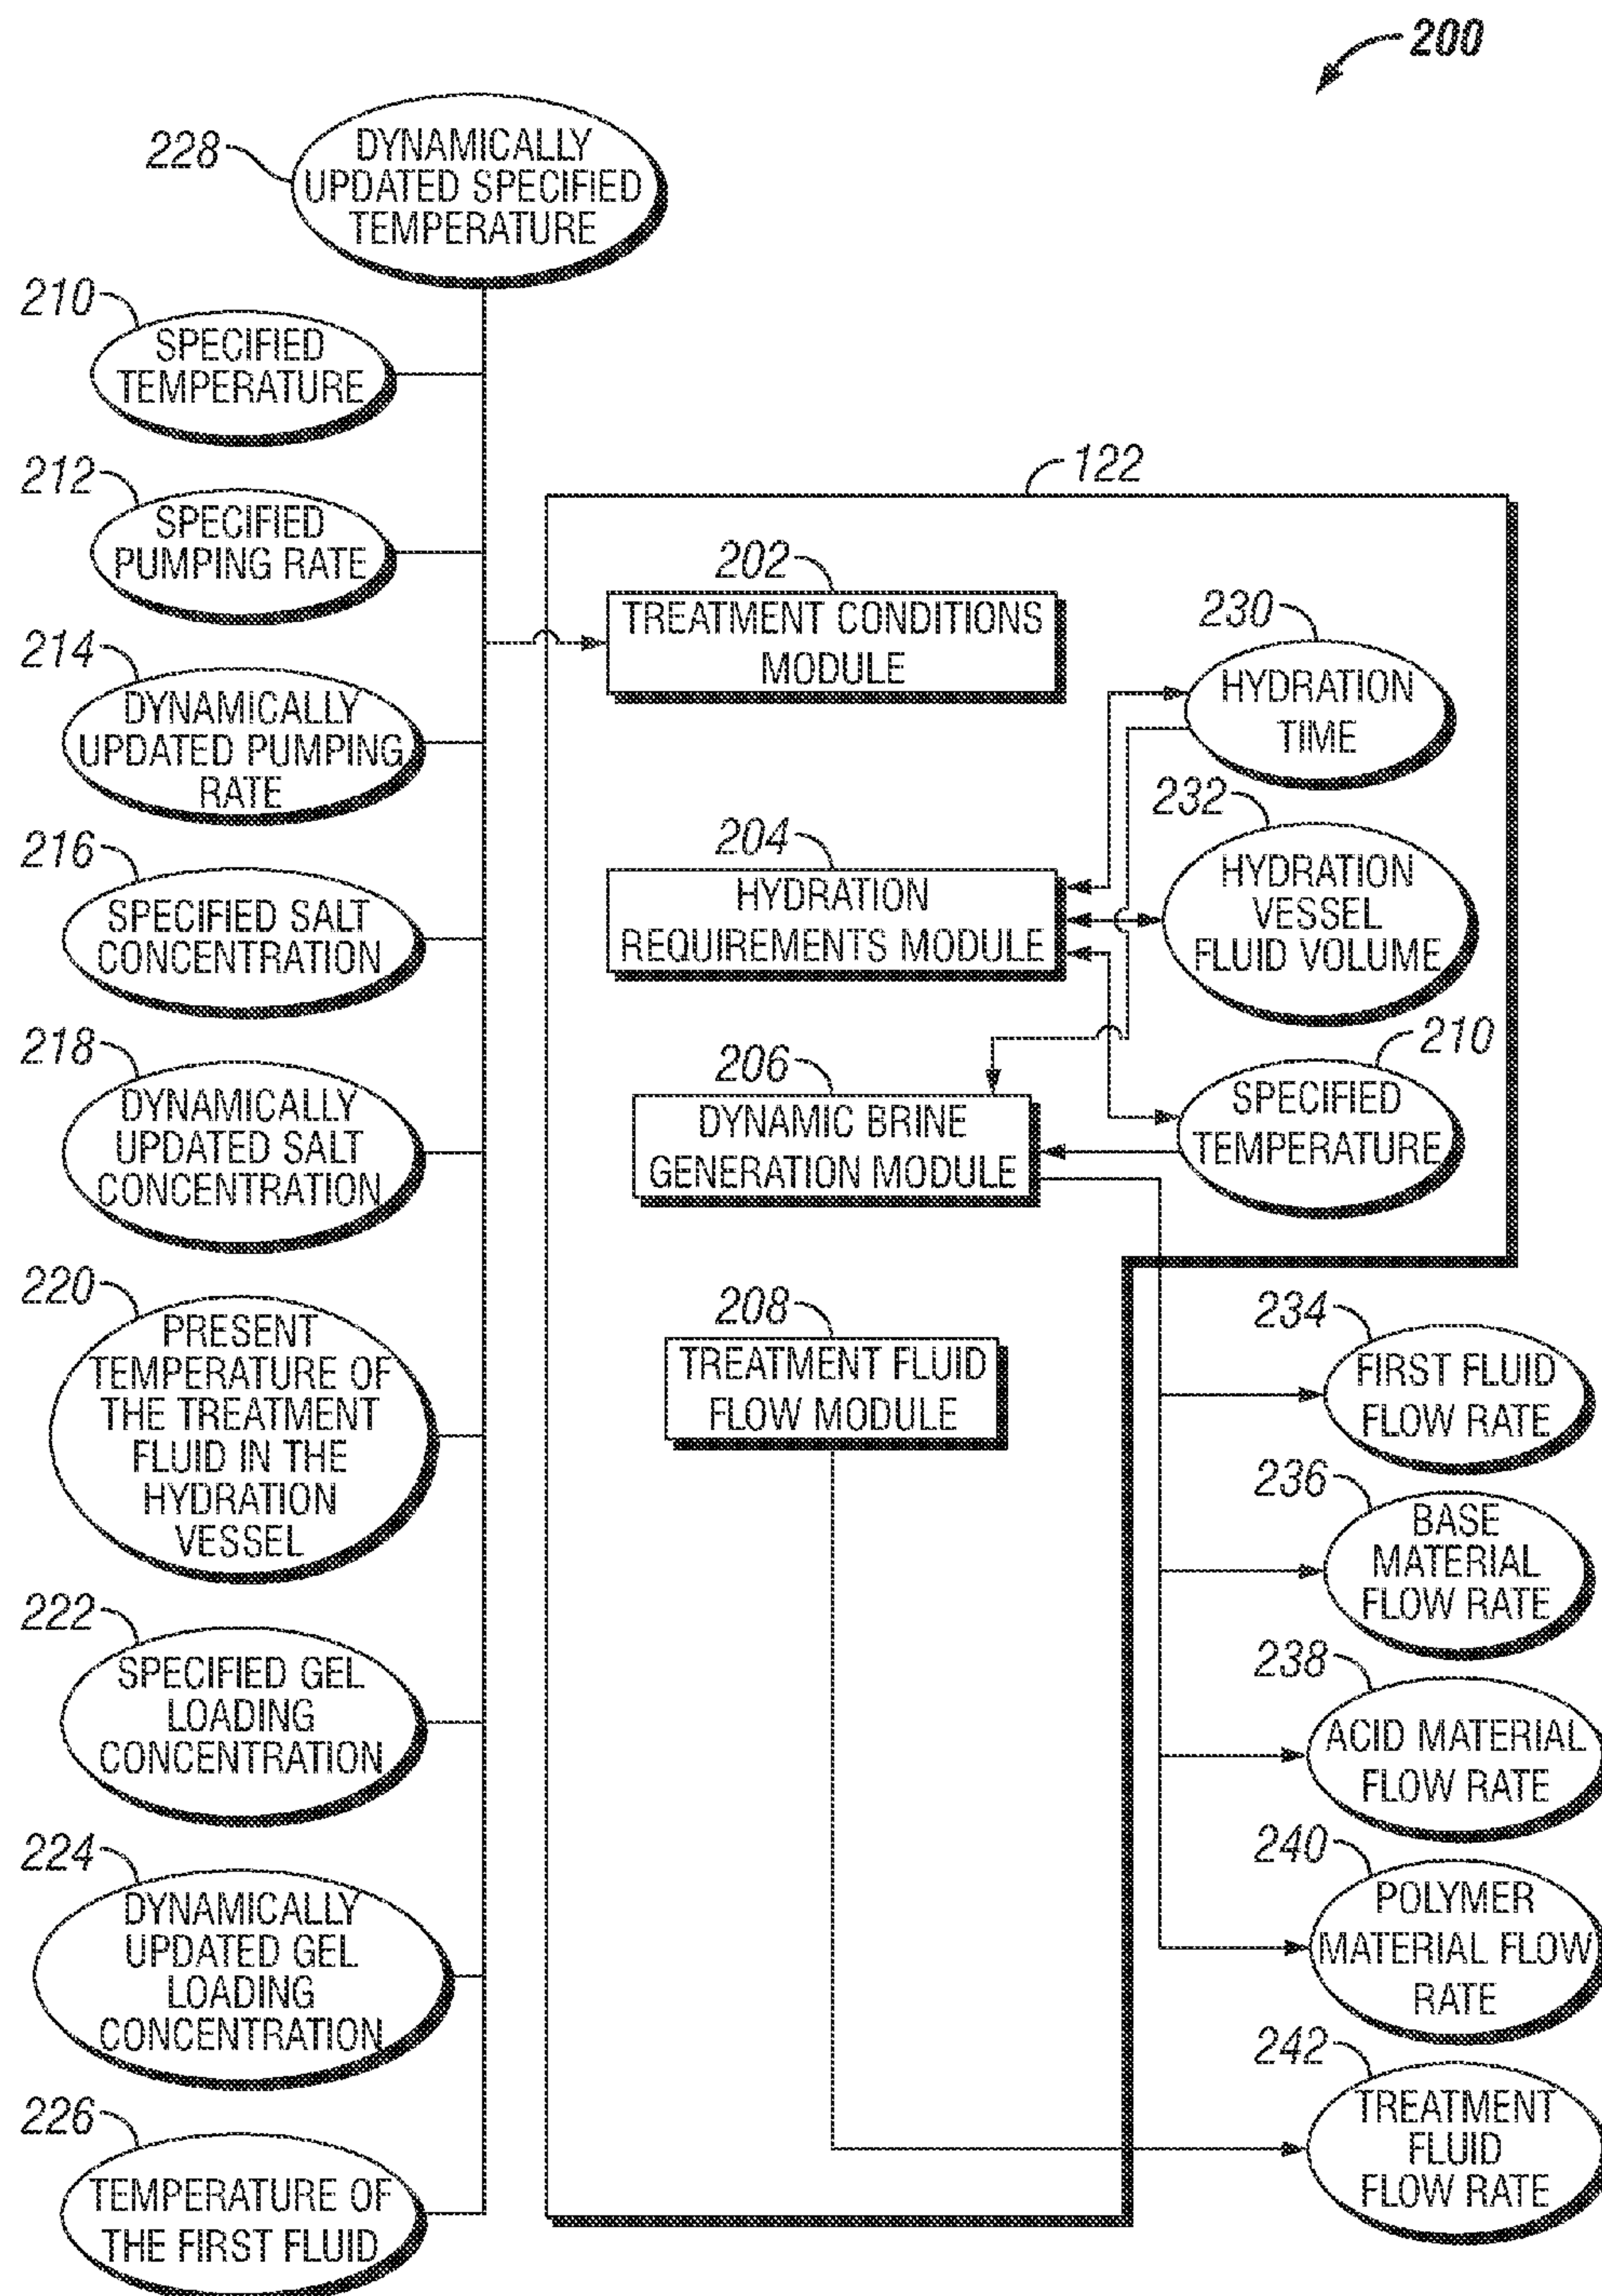 200
228
DYNAMICALLY
UPDATED SPECIFIED
TEMPERATURE
210
SPECIFIED
TEMPERATURE
212
SPECIFIED
PUMPING RATE
214
DYNAMICALLY
UPDATED PUMPING
RATE
216
SPECIFIED SALT
CONCENTRATION
218
DYNAMICALLY
UPDATED SALT
CONCENTRATION
220
PRESENT
TEMPERATURE OF
THE TREATMENT
FLUID IN THE
HYDRATION
VESSEL
222
SPECIFIED GEL
LOADING
CONCENTRATION
224
DYNAMICALLY
UPDATED GEL
LOADING
CONCENTRATION
226
TEMPERATURE OF
THE FIRST FLUID
122
202
TREATMENT CONDITIONS
MODULE
204
HYDRATION
REQUIREMENTS MODULE
206
DYNAMIC BRINE
GENERATION MODULE
208
TREATMENT FLUID
FLOW MODULE
230
HYDRATION
TIME
232
HYDRATION
VESSEL
FLUID VOLUME
210
SPECIFIED
TEMPERATURE
234
FIRST FLUID
FLOW RATE
236
BASE
MATERIAL
FLOW RATE
238
ACID MATERIAL
FLOW RATE
240
POLYMER
MATERIAL FLOW
RATE
242
TREATMENT
FLUID
FLOW RATE